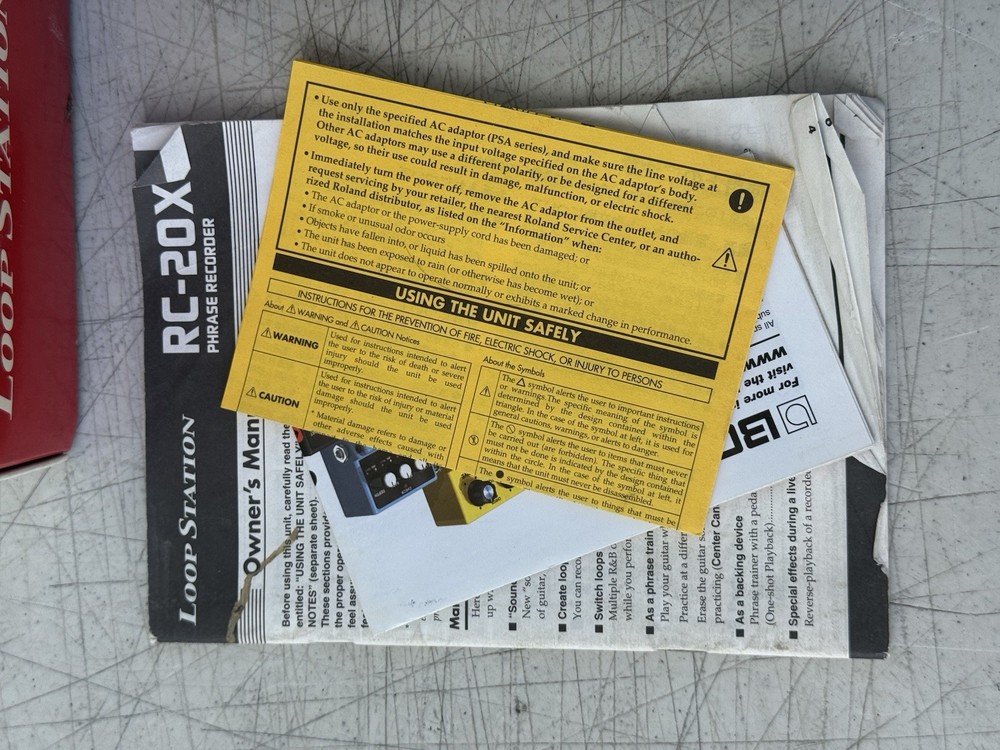 LOOP STATION
• Use only the specified AC adaptor (PSA series), and make sure the line voltage at
the installation matches the input voltage specified on the AC adaptor's body.
Other AC adaptors may use a different polarity, or be designed for a different
voltage, so their use could result in damage, malfunction, or electric shock.
• Immediately turn the power off, remove the AC adaptor from the outlet, and
request servicing by your retailer, the nearest Roland Service Center, or an autho-
rized Roland distributor, as listed on the "Information" when:
• The AC adaptor or the power-supply cord has been damaged; or
• If smoke or unusual odor occurs
• Objects have fallen into, or liquid has been spilled onto the unit; or
• The unit has been exposed to rain (or otherwise has become wet); or
• The unit does not appear to operate normally or exhibits a marked change in performance.
USING THE UNIT SAFELY
INSTRUCTIONS FOR THE PREVENTION OF FIRE, ELECTRIC SHOCK, OR INJURY TO PERSONS
About ⚠ WARNING and ⚠ CAUTION Notices
⚠ WARNING
Used for instructions intended to alert
the user to the risk of death or severe
injury should the unit be used
improperly.
⚠ CAUTION
Used for instructions intended to alert
the user to the risk of injury or material
damage should the unit be used
improperly.
* Material damage refers to damage or
other adverse effects caused with
About the Symbols
The △ symbol alerts the user to important instructions
or warnings. The specific meaning of the symbol is
determined by the design contained within the
triangle. In the case of the symbol at left, it is used for
general cautions, warnings, or alerts to danger.
The ⃠ symbol alerts the user to items that must never
be carried out (are forbidden). The specific thing that
must not be done is indicated by the design contained
within the circle. In the case of the symbol at left, it
means that the unit must never be disassembled.
The ● symbol alerts the user to things that must be
RC-20X
PHRASE RECORDER
LOOP STATION
Owner's Man
Before using this unit, carefully read the
entitled: "USING THE UNIT SAFELY"
NOTES" (separate sheet).
These sections provid
the proper oper
feel ass
Man
Her
up w
■ "Soun
New "so
of guitar,
■ Create loop
You can reco
■ Switch loops
Multiple R&B o
while you perfor
■ As a phrase train
Play your guitar w
Practice at a differ
Erase the guitar s
practicing (Center Can
■ As a backing device
Phrase trainer with a peda
(One-shot Playback)
■ Special effects during a live
Reverse-playback of a recorded
For more i
visit the
www.
All sp
subj
BO